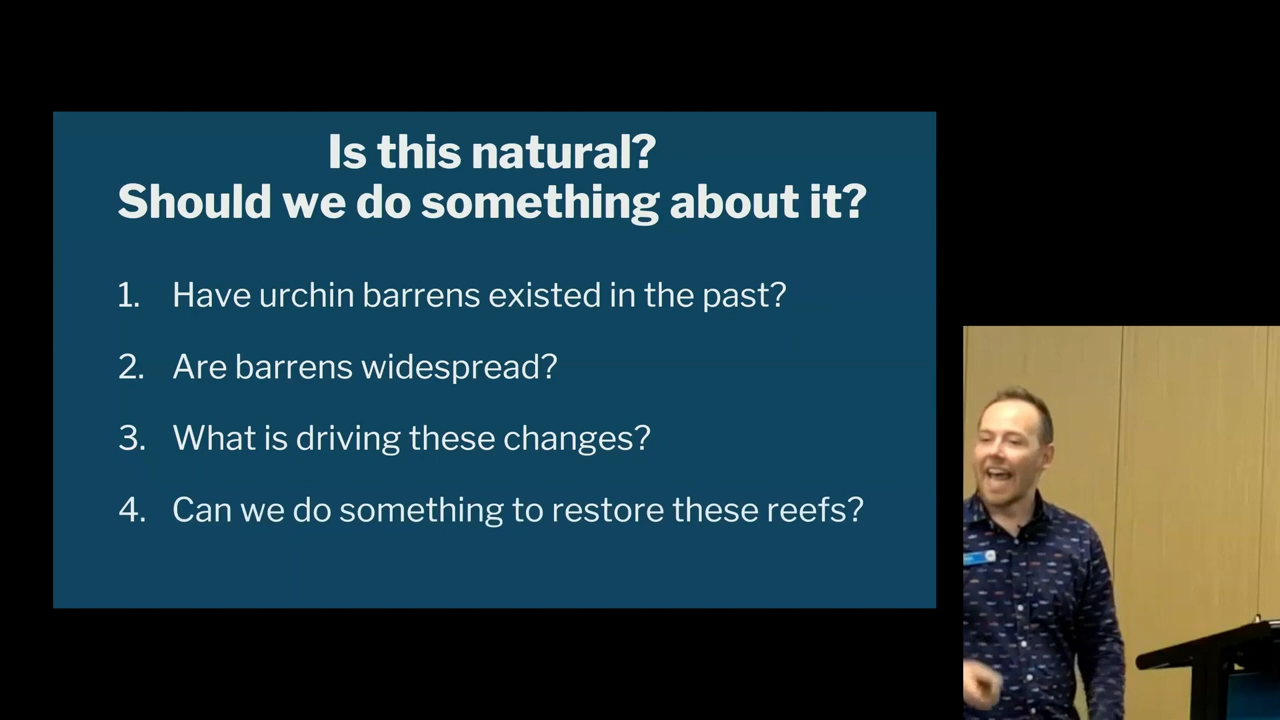 Is this natural?
Should we do something about it?
1. Have urchin barrens existed in the past?
2. Are barrens widespread?
3. What is driving these changes?
4. Can we do something to restore these reefs?